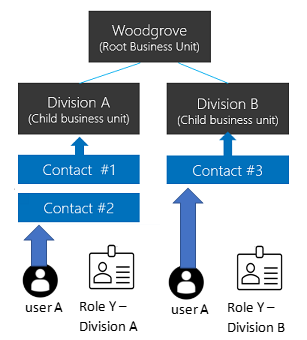 Woodgrove
(Root Business Unit)
Division A
(Child business unit)
Division B
(Child business unit)
Contact #1
Contact #3
Contact #2
user A
Role Y –
Division A
user A
Role Y –
Division B